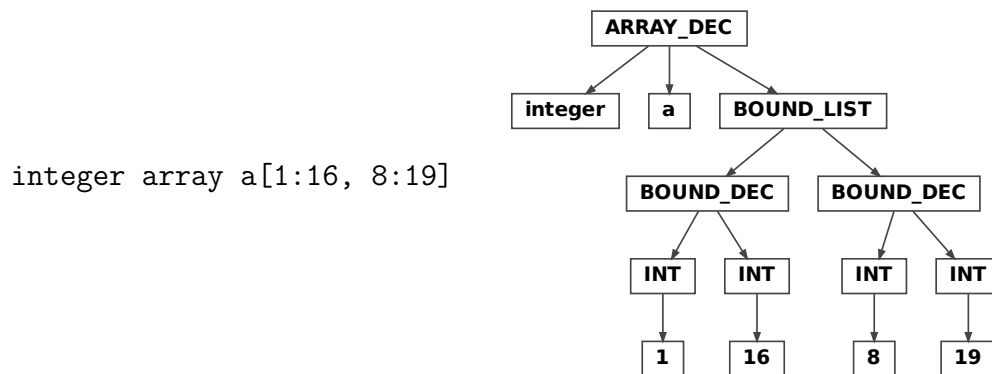 ARRAY_DEC
integer a BOUND_LIST
integer array a[1:16, 8:19]
BOUND_DEC BOUND_DEC
INT INT INT INT
1 16 8 19